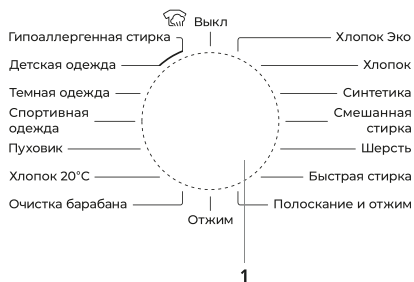 Выкл
Гипоаллергенная стирка
Хлопок Эко
Детская одежда
Хлопок
Темная одежда
Синтетика
Спортивная
одежда
Смешанная
стирка
Пуховик
Шерсть
Хлопок 20°C
Быстрая стирка
Очистка барабана
Полоскание и отжим
Отжим
1